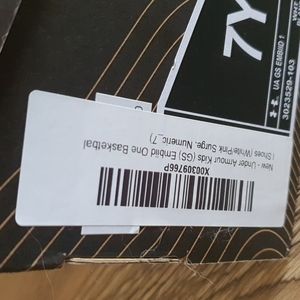 7Y
UA GS EMBIID 1
3023529-103
X00309766P
New - Under Armour Kids (GS) Embiid One Basketbal
( Shoes (White/Pink Surge, Numeric_7)